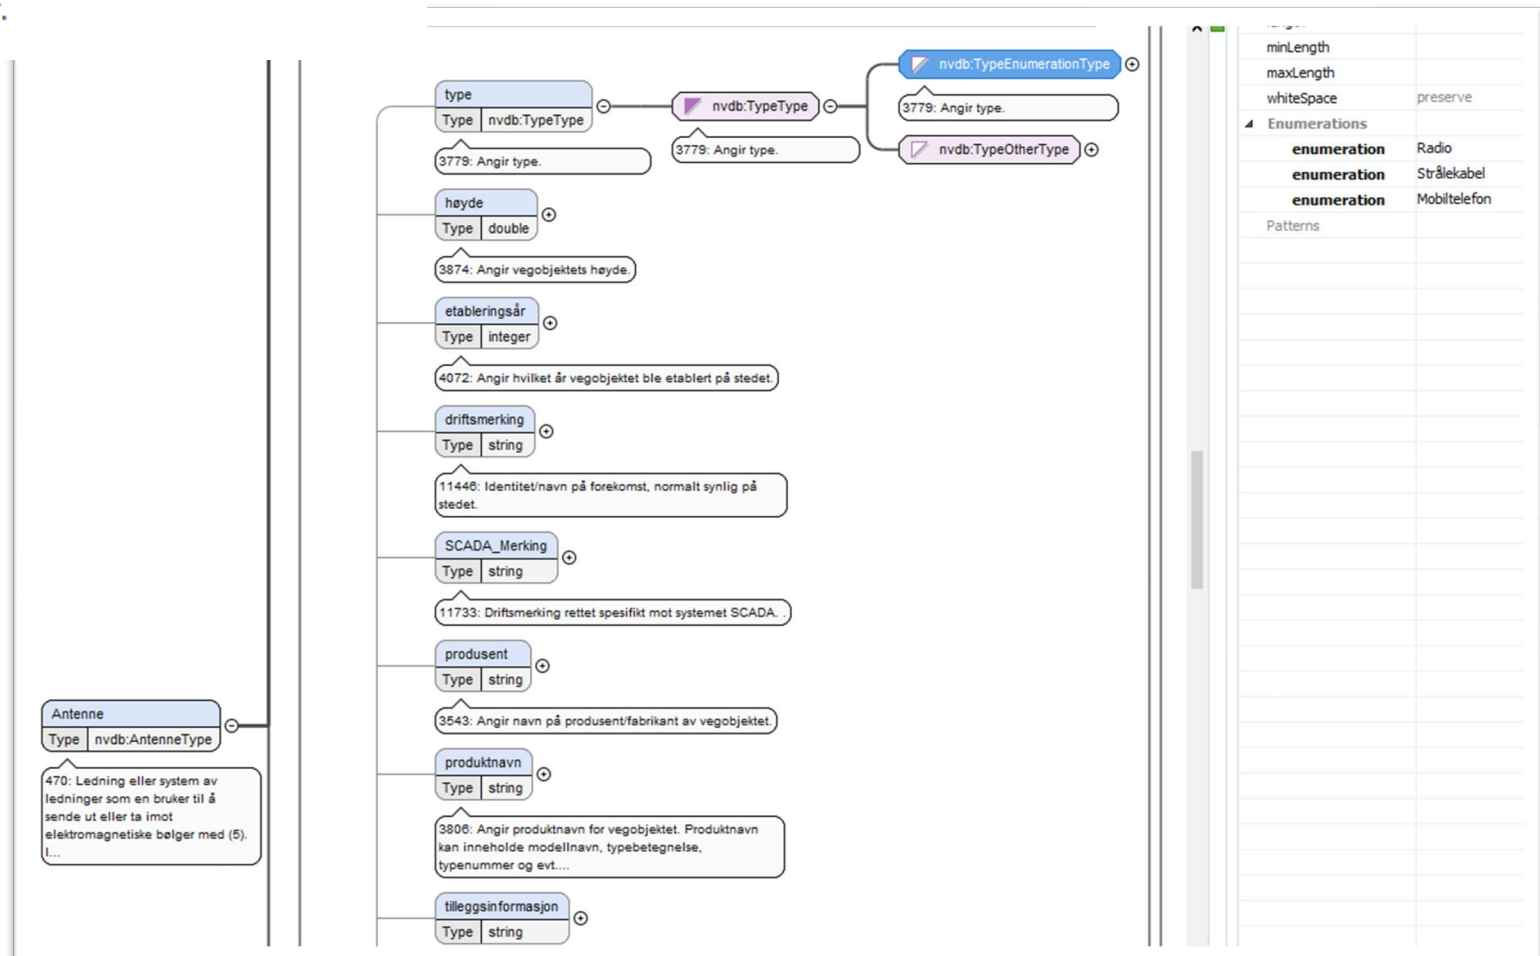 type
Type nvdb:TypeType
3779: Angir type.
nvdb:TypeType
3779: Angir type.
nvdb:TypeEnumerationType
3779: Angir type.
nvdb:TypeOtherType
høyde
Type double
3874: Angir vegobjektets høyde.
etableringsår
Type integer
4072: Angir hvilket år vegobjektet ble etablert på stedet.
driftsmerking
Type string
11446: Identitet/navn på forekomst, normalt synlig på
stedet.
SCADA_Merking
Type string
11733: Driftsmerking rettet spesifikt mot systemet SCADA. .
produsent
Type string
3543: Angir navn på produsent/fabrikant av vegobjektet.
produktnavn
Type string
3806: Angir produktnavn for vegobjektet. Produktnavn
kan inneholde modellnavn, typebetegnelse,
typenummer og evt....
tilleggsinformasjon
Type string
Antenne
Type nvdb:AntenneType
470: Ledning eller system av
ledninger som en bruker til å
sende ut eller ta imot
elektromagnetiske bølger med (5).
I...
minLength
maxLength
whiteSpace preserve
Enumerations
enumeration Radio
enumeration Strålekabel
enumeration Mobiltelefon
Patterns